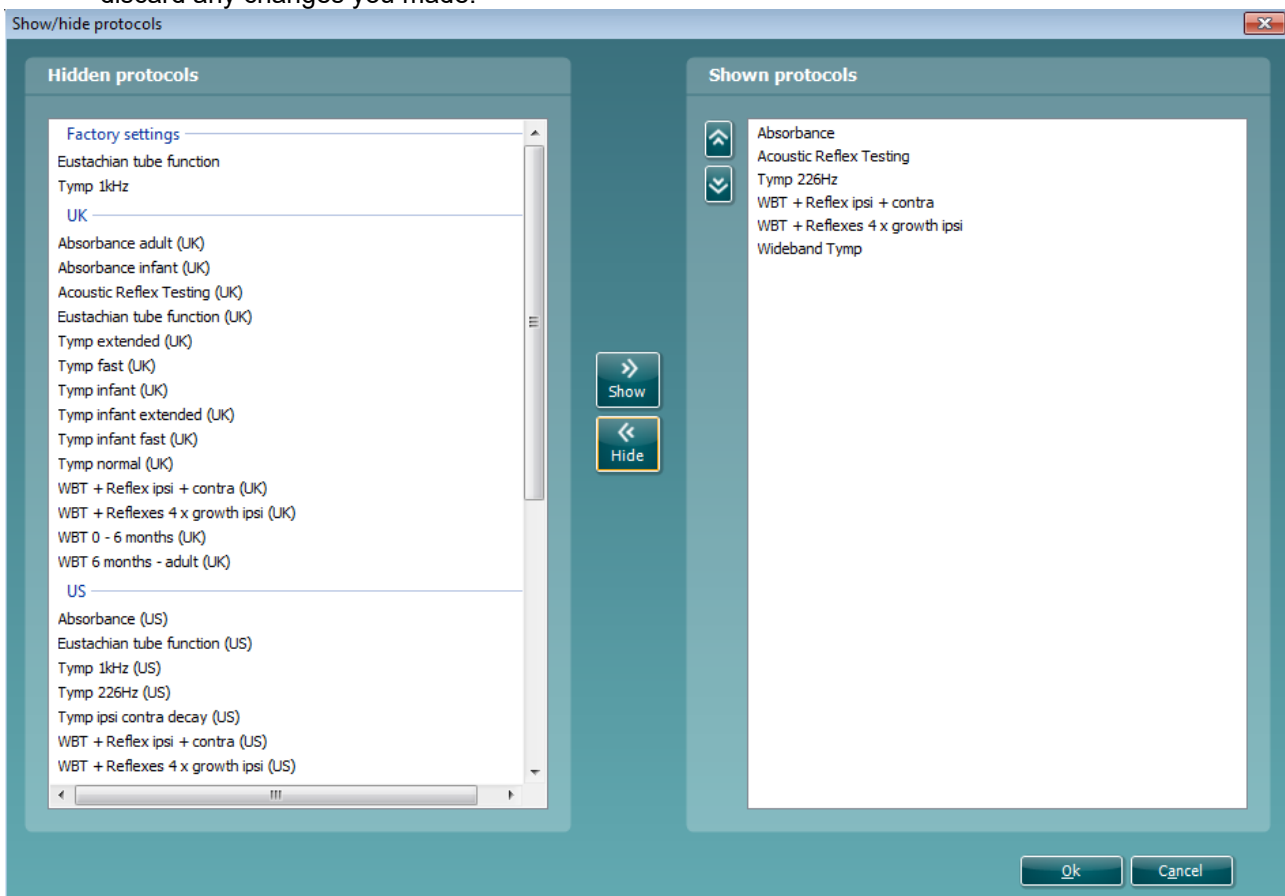 discard any changes you made.
Show/hide protocols
Hidden protocols
Factory settings
Eustachian tube function
Tymp 1kHz
UK
Absorbance adult (UK)
Absorbance infant (UK)
Acoustic Reflex Testing (UK)
Eustachian tube function (UK)
Tymp extended (UK)
Tymp fast (UK)
Tymp infant (UK)
Tymp infant extended (UK)
Tymp infant fast (UK)
Tymp normal (UK)
WBT + Reflex ipsi + contra (UK)
WBT + Reflexes 4 x growth ipsi (UK)
WBT 0 - 6 months (UK)
WBT 6 months - adult (UK)
US
Absorbance (US)
Eustachian tube function (US)
Tymp 1kHz (US)
Tymp 226Hz (US)
Tymp ipsi contra decay (US)
WBT + Reflex ipsi + contra (US)
WBT + Reflexes 4 x growth ipsi (US)
Show
Hide
Shown protocols
Absorbance
Acoustic Reflex Testing
Tymp 226Hz
WBT + Reflex ipsi + contra
WBT + Reflexes 4 x growth ipsi
Wideband Tymp
Ok
Cancel